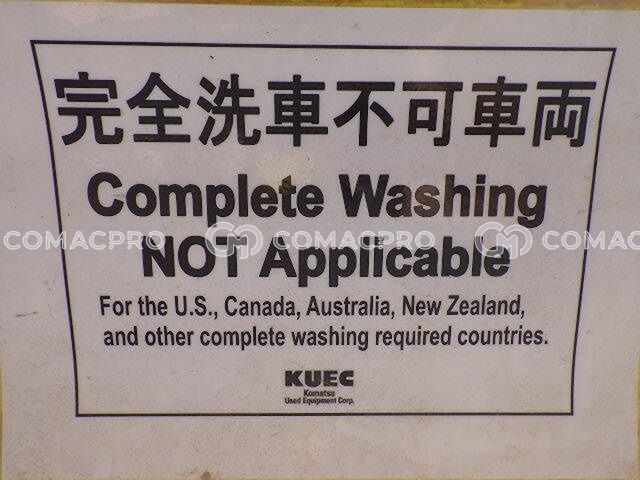 完全洗車不可車両
Complete Washing
NOT Applicable
COMACPRO COMACPRO COMACPRO
For the U.S., Canada, Australia, New Zealand,
and other complete washing required countries.
KUEC
Komatsu
Used Equipment Corp.